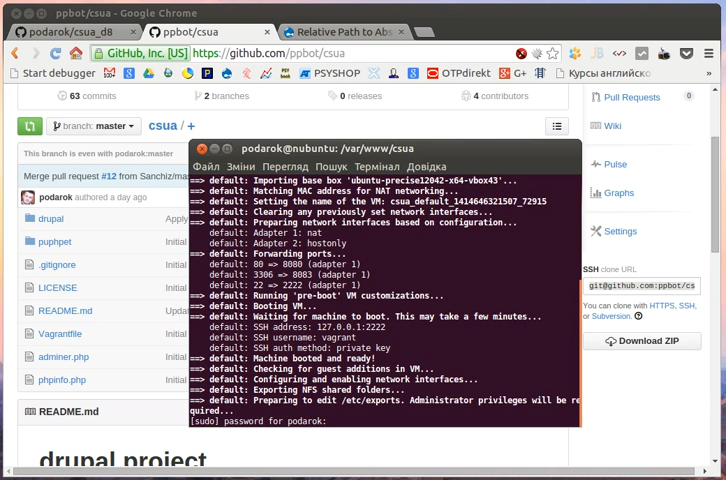 ppbot/csua - Google Chrome
podarok/csua_d8
ppbot/csua
Relative Path to Abs
GitHub, Inc. [US] https://github.com/ppbot/csua
Start debugger
PSYSHOP
OTPdirekt
G+
IPB
Курсы английско
63 commits
2 branches
0 releases
4 contributors
branch: master
csua / +
This branch is even with podarok:master
Merge pull request #12 from Sanchiz/ma
podarok authored a day ago
drupal
Apply
puphpet
Initial
.gitignore
Initial
LICENSE
Initial
README.md
Upda
Vagrantfile
Initial
adminer.php
Initial
phpinfo.php
Initial
README.md
drupal project
podarok@nubuntu: /var/www/csua
Файл Зміни Перегляд Пошук Термінал Довідка
==> default: Importing base box 'ubuntu-precise12042-x64-vbox43'...
==> default: Matching MAC address for NAT networking...
==> default: Setting the name of the VM: csua_default_1414646321507_72915
==> default: Clearing any previously set network interfaces...
==> default: Preparing network interfaces based on configuration...
default: Adapter 1: nat
default: Adapter 2: hostonly
==> default: Forwarding ports...
default: 80 => 8080 (adapter 1)
default: 3306 => 8083 (adapter 1)
default: 22 => 2222 (adapter 1)
==> default: Running 'pre-boot' VM customizations...
==> default: Booting VM...
==> default: Waiting for machine to boot. This may take a few minutes...
default: SSH address: 127.0.0.1:2222
default: SSH username: vagrant
default: SSH auth method: private key
==> default: Machine booted and ready!
==> default: Checking for guest additions in VM...
==> default: Configuring and enabling network interfaces...
==> default: Exporting NFS shared folders...
==> default: Preparing to edit /etc/exports. Administrator privileges will be re
quired...
[sudo] password for podarok:
Pull Requests
0
Wiki
Pulse
Graphs
Settings
SSH clone URL
git@github.com:ppbot/cs
You can clone with HTTPS, SSH,
or Subversion.
Download ZIP